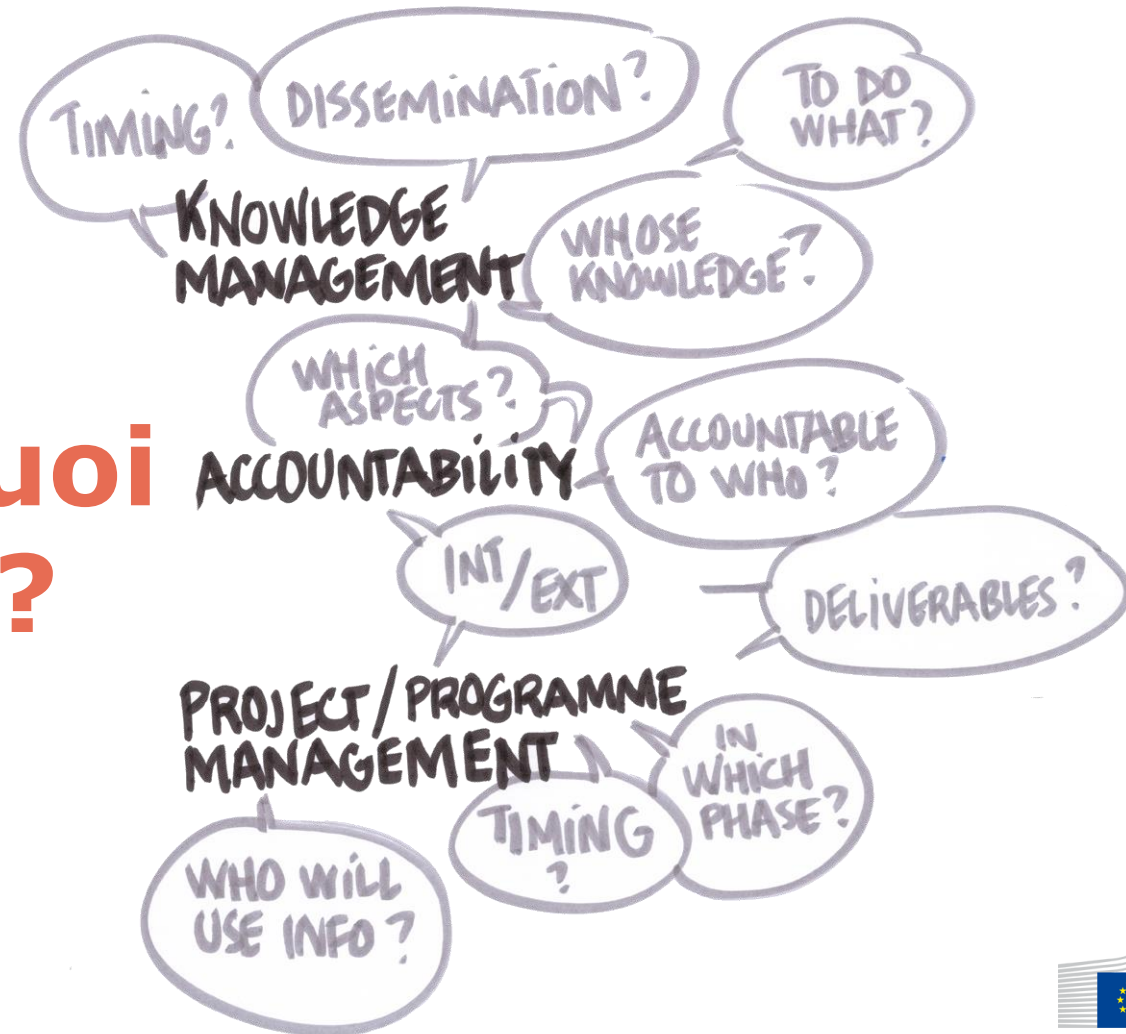 TIMING?
DISSEMINATION?
TO DO
WHAT?
KNOWLEDGE
MANAGEMENT
WHOSE
KNOWLEDGE?
WHICH
ASPECTS?
uoi
?
ACCOUNTABILITY
ACCOUNTABLE
TO WHO?
INT/EXT
DELIVERABLES?
PROJECT/PROGRAMME
MANAGEMENT
IN
WHICH
PHASE?
TIMING
?
WHO WILL
USE INFO?